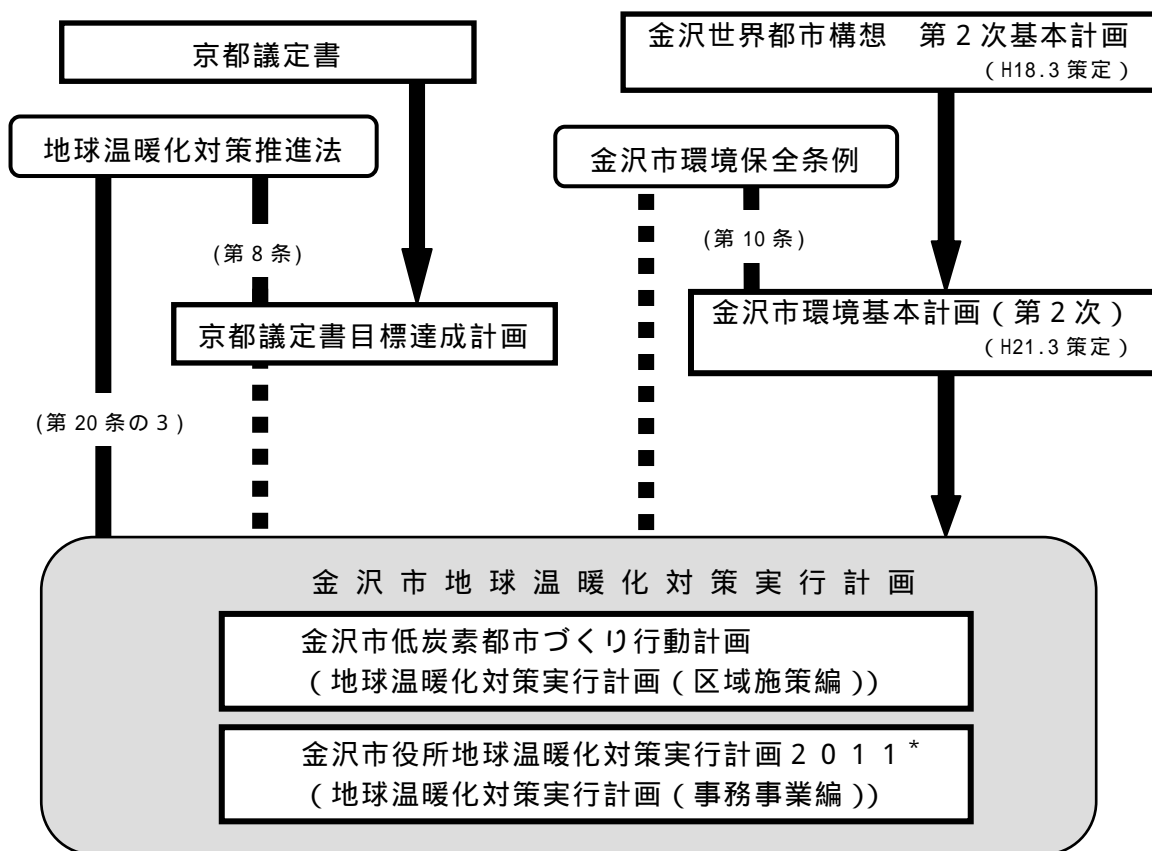 京都議定書
金沢世界都市構想　第２次基本計画
（H18.3 策定）
地球温暖化対策推進法
金沢市環境保全条例
(第 8 条)
(第 10 条)
京都議定書目標達成計画
金沢市環境基本計画（第２次）
（H21.3 策定）
(第 20 条の３)
金沢市地球温暖化対策実行計画
金沢市低炭素都市づくり行動計画
（地球温暖化対策実行計画（区域施策編））
金沢市役所地球温暖化対策実行計画２０１１*
（地球温暖化対策実行計画（事務事業編））